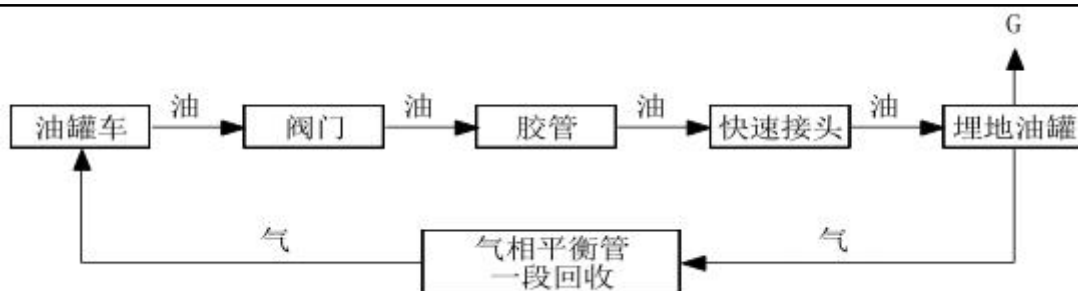 G
油 油 油 油
油罐车 阀门 胶管 快速接头 埋地油罐
气 气
气相平衡管
一段回收